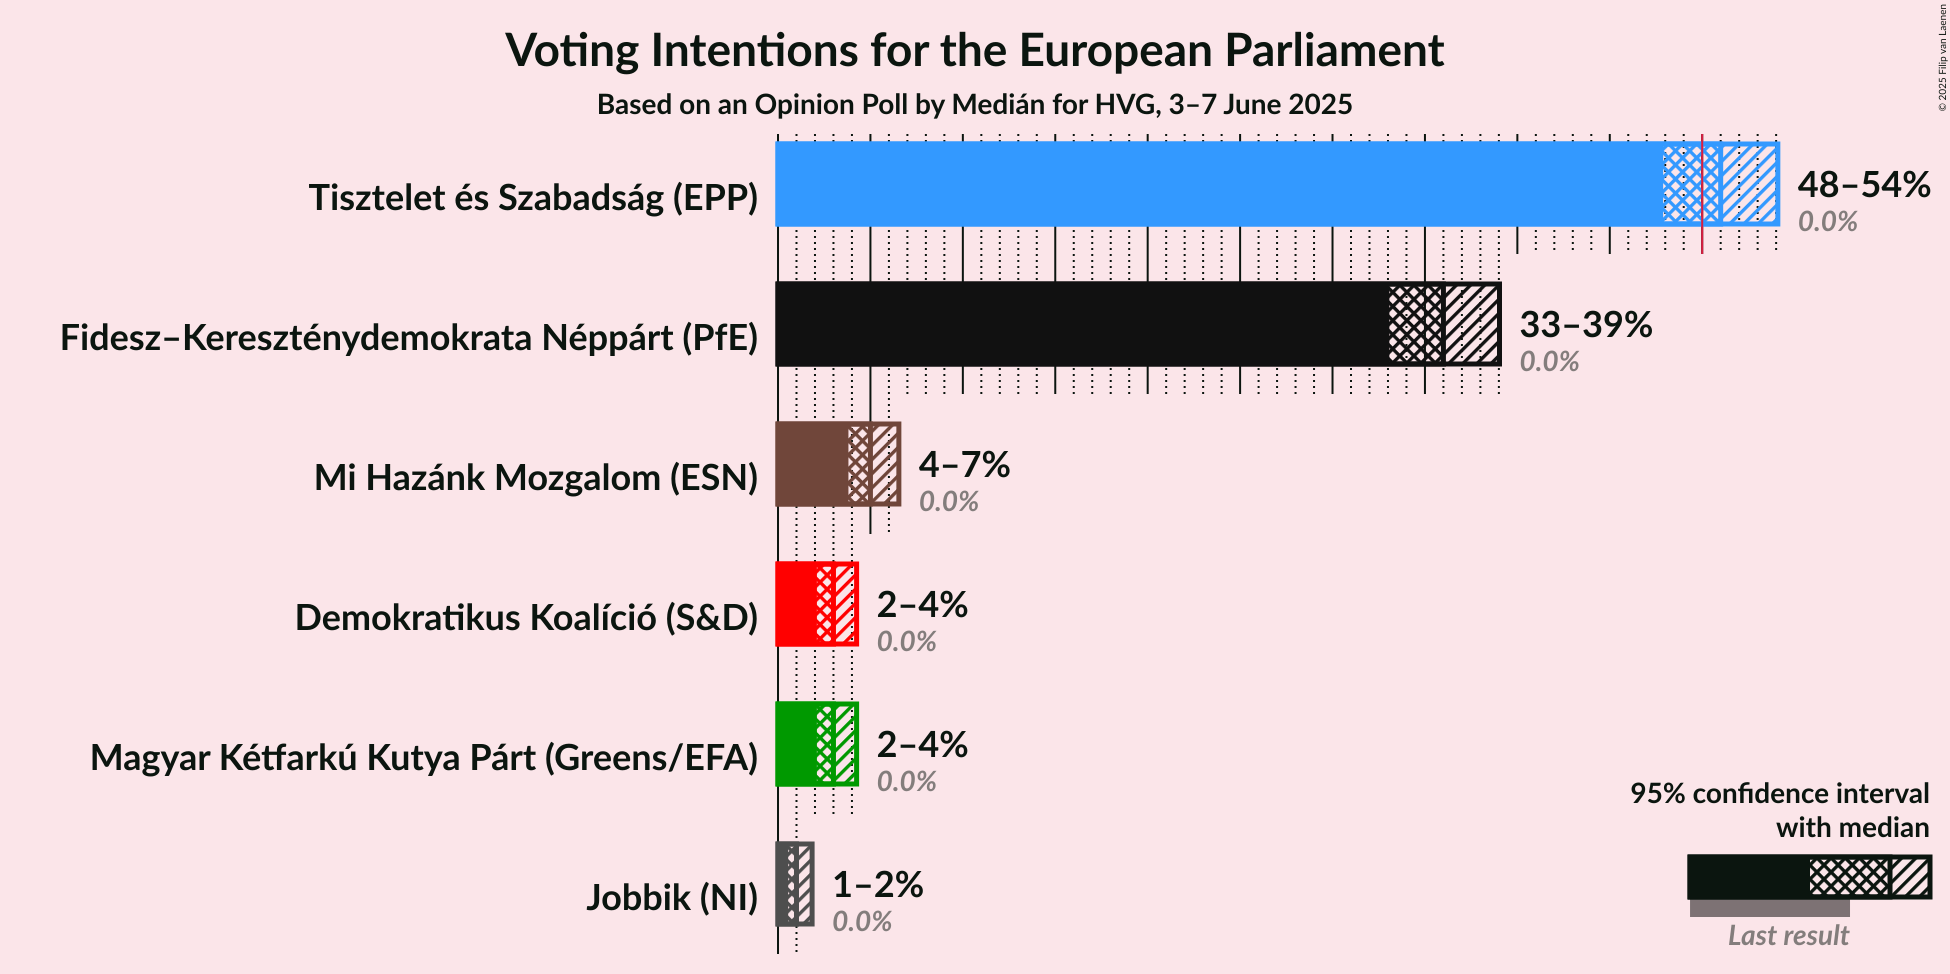 Voting Intentions for the European Parliament
Based on an Opinion Poll by Medián for HVG, 3–7 June 2025
© 2025 Filip van Laenen
Tisztelet és Szabadság (EPP)
48–54%
0.0%
Fidesz–Kereszténydemokrata Néppárt (PfE)
33–39%
0.0%
Mi Hazánk Mozgalom (ESN)
4–7%
0.0%
Demokratikus Koalíció (S&D)
2–4%
0.0%
Magyar Kétfarkú Kutya Párt (Greens/EFA)
2–4%
0.0%
Jobbik (NI)
1–2%
0.0%
95% confidence interval
with median
Last result